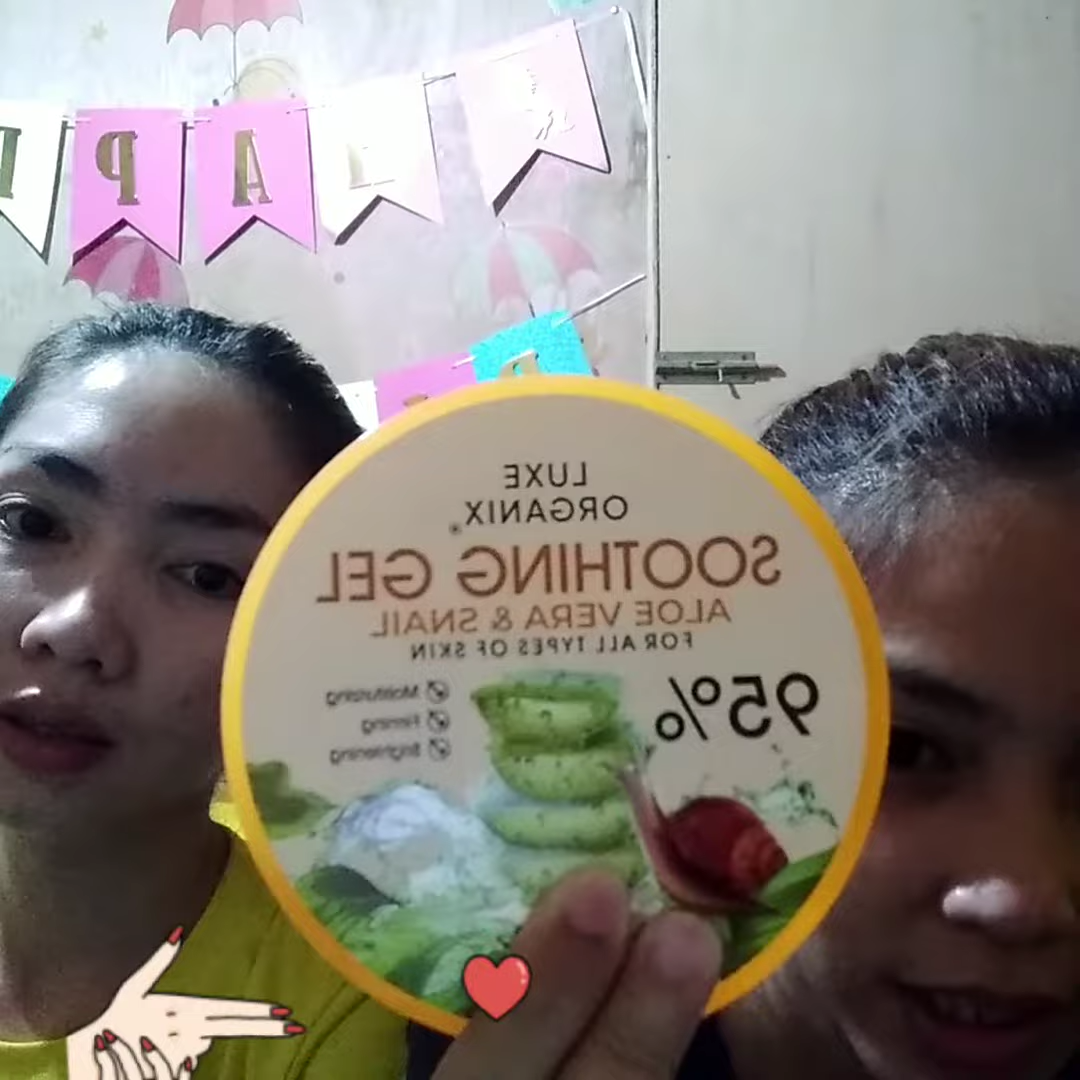 P A
LUXE
ORGANIX®
SOOTHING GEL
ALOE VERA & SNAIL
FOR ALL TYPES OF SKIN
95%
Moisturizing
Firming
Brightening